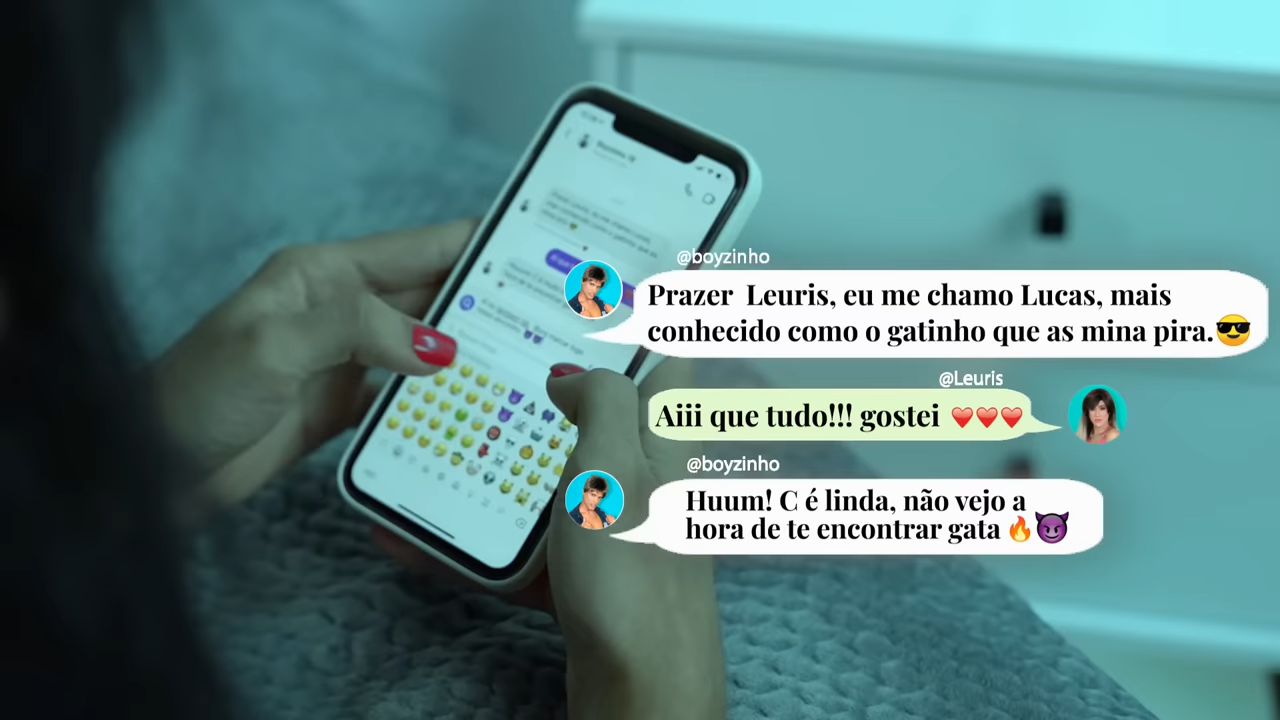 @boyzinho
Prazer Leuris, eu me chamo Lucas, mais
conhecido como o gatinho que as mina pira.😎
@Leuris
Aiii que tudo!!! gostei ❤️❤️❤️
@boyzinho
Huum! C é linda, não vejo a
hora de te encontrar gata 🔥😈